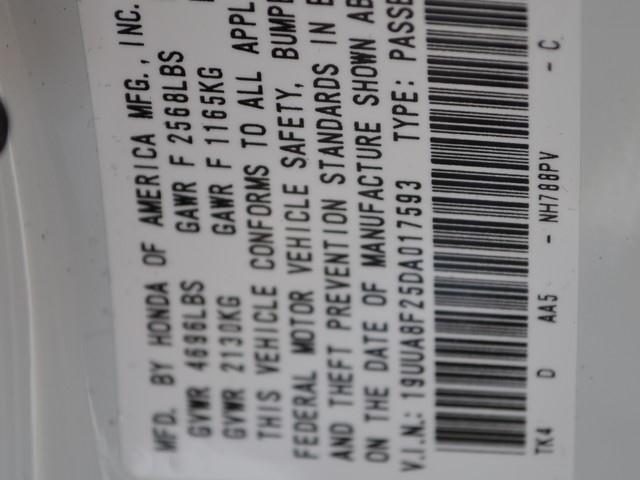 MFD. BY HONDA OF AMERICA MFG., INC.
GVWR 4696LBS GAWR F 2568LBS
GVWR 2130KG GAWR F 1165KG
THIS VEHICLE CONFORMS TO ALL APPL
FEDERAL MOTOR VEHICLE SAFETY, BUMP
AND THEFT PREVENTION STANDARDS IN E
ON THE DATE OF MANUFACTURE SHOWN AB
V.I.N.: 19UUA8F25DA017593 TYPE: PASSE
TK4 D AA5 - NH788PV - C